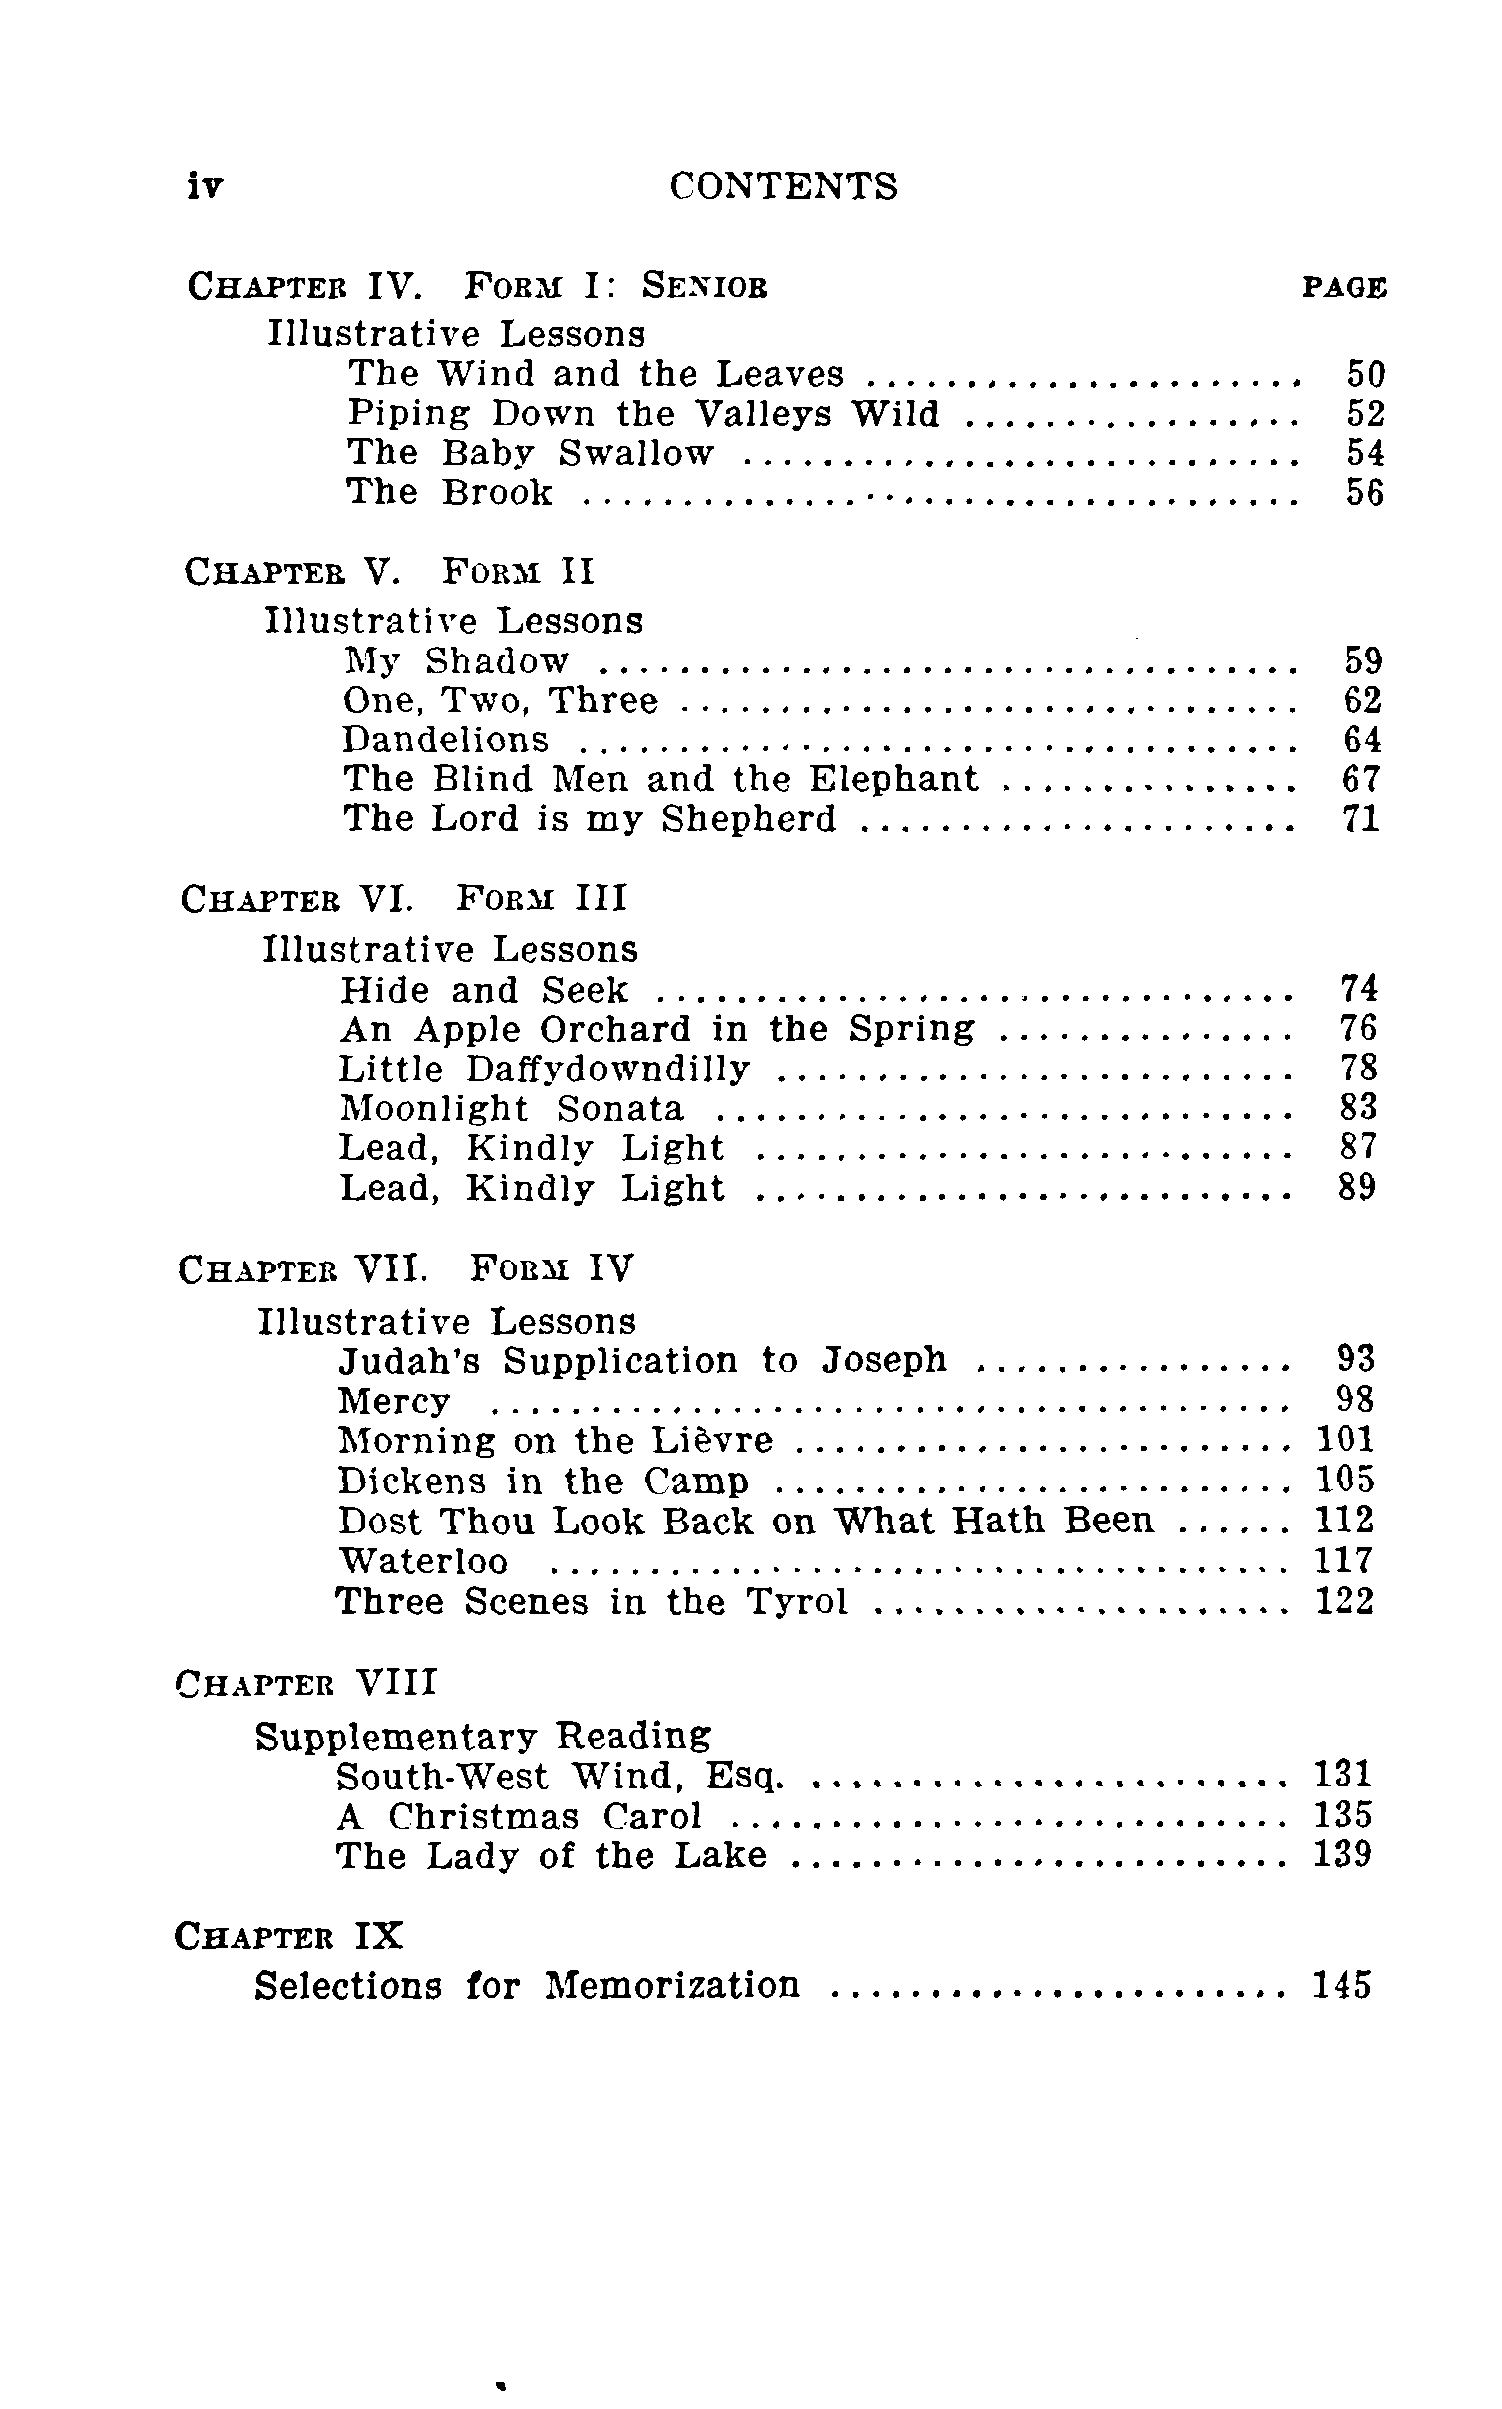 iv CONTENTS
CHAPTER IV. FORM I: SENIOR PAGE
Illustrative Lessons
The Wind and the Leaves ...................... 50
Piping Down the Valleys Wild ................. 52
The Baby Swallow ............................ 54
The Brook .................................... 56
CHAPTER V. FORM II
Illustrative Lessons
My Shadow ................................... 59
One, Two, Three ............................... 62
Dandelions .................................... 64
The Blind Men and the Elephant ............... 67
The Lord is my Shepherd ...................... 71
CHAPTER VI. FORM III
Illustrative Lessons
Hide and Seek ................................ 74
An Apple Orchard in the Spring ............... 76
Little Daffydowndilly .......................... 78
Moonlight Sonata ............................. 83
Lead, Kindly Light ........................... 87
Lead, Kindly Light ........................... 89
CHAPTER VII. FORM IV
Illustrative Lessons
Judah's Supplication to Joseph ................ 93
Mercy ........................................ 98
Morning on the Lièvre ......................... 101
Dickens in the Camp .......................... 105
Dost Thou Look Back on What Hath Been ...... 112
Waterloo ..................................... 117
Three Scenes in the Tyrol ..................... 122
CHAPTER VIII
Supplementary Reading
South-West Wind, Esq. ........................ 131
A Christmas Carol ............................ 135
The Lady of the Lake ......................... 139
CHAPTER IX
Selections for Memorization ....................... 145